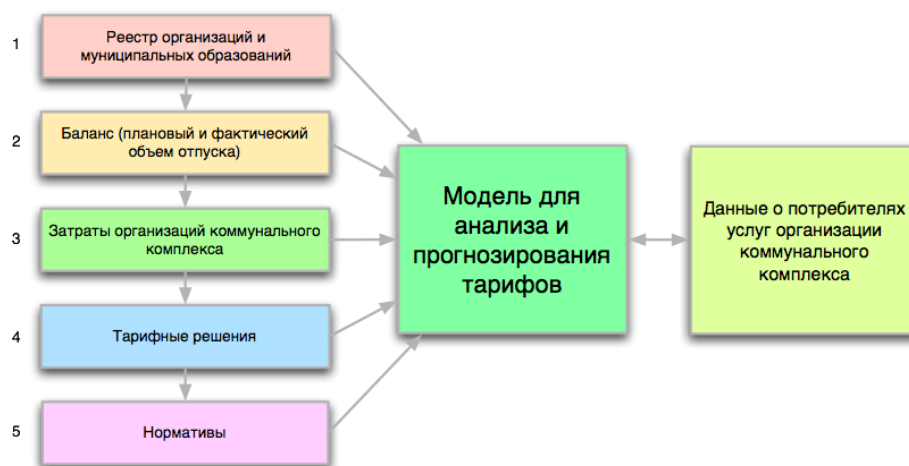 1
Реестр организаций и
муниципальных образований
2
Баланс (плановый и фактический
объем отпуска)
3
Затраты организаций коммунального
комплекса
4
Тарифные решения
5
Нормативы
Модель для
анализа и
прогнозирования
тарифов
Данные о потребителях
услуг организации
коммунального
комплекса